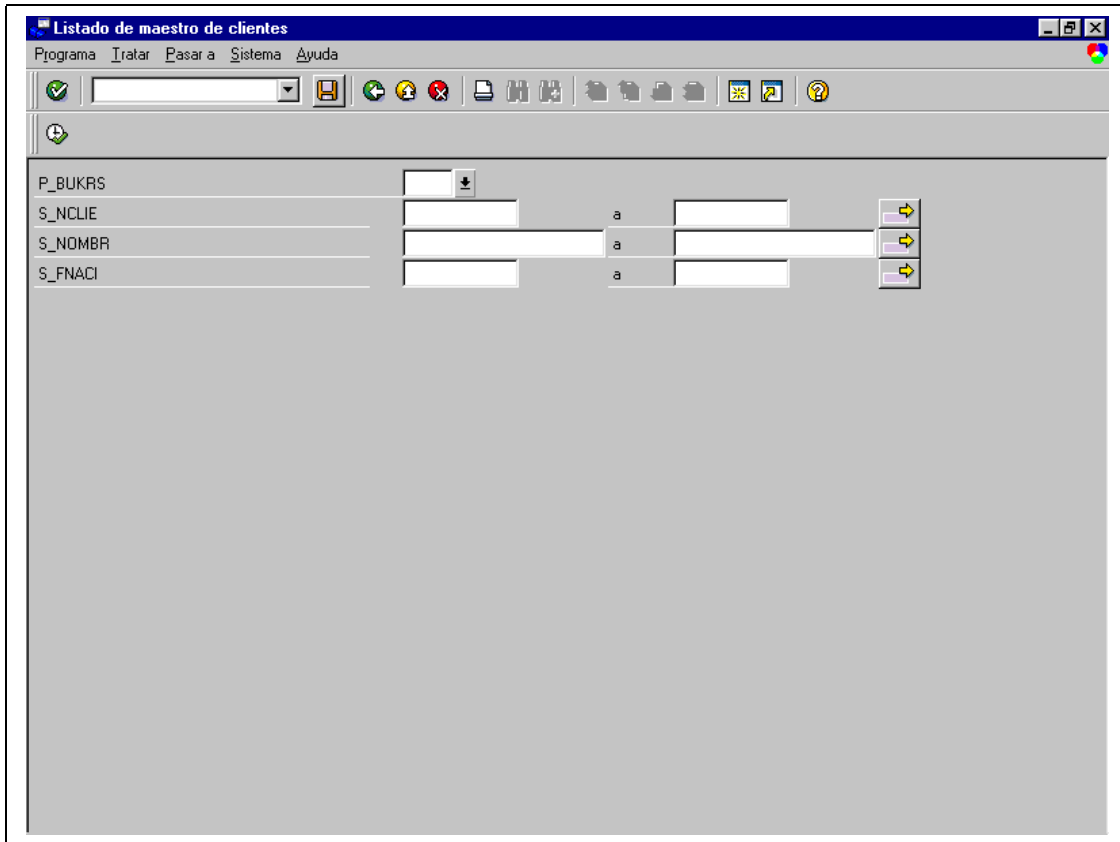 Listado de maestro de clientes
Programa Tratar Pasar a Sistema Ayuda
P_BUKRS
S_NCLIE a
S_NOMBR a
S_FNACI a